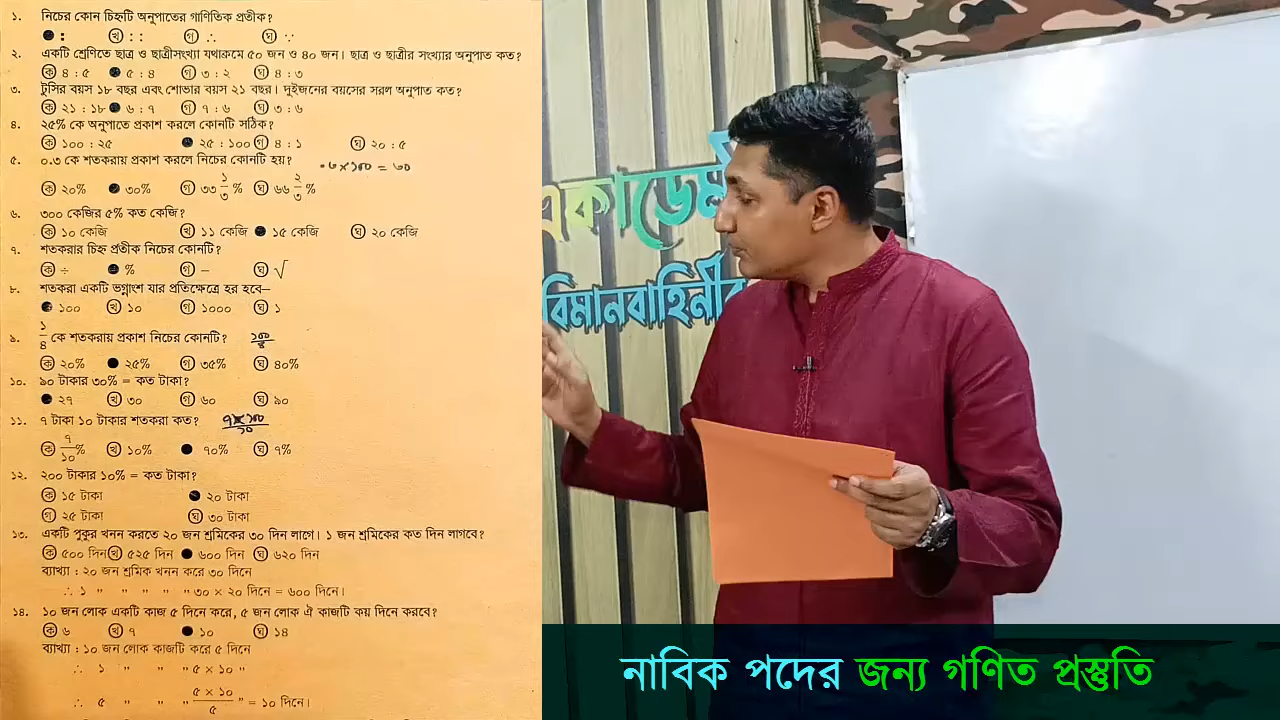 ১. নিচের কোন চিহ্নটি অনুপাতের গাণিতিক প্রতীক?
● : খ : : গ ∴ ঘ ∵
২. একটি শ্রেণিতে ছাত্র ও ছাত্রীসংখ্যা যথাক্রমে ৫০ জন ও ৪০ জন। ছাত্র ও ছাত্রীর সংখ্যার অনুপাত কত?
ক ৪ : ৫ ● ৫ : ৪ গ ৩ : ২ ঘ ৪ : ৩
৩. টুসির বয়স ১৮ বছর এবং শোভার বয়স ২১ বছর। দুইজনের বয়সের সরল অনুপাত কত?
ক ২১ : ১৮ ● ৬ : ৭ গ ৭ : ৬ ঘ ৩ : ৬
৪. ২৫% কে অনুপাতে প্রকাশ করলে কোনটি সঠিক?
ক ১০০ : ২৫ ● ২৫ : ১০০ গ ৪ : ১ ঘ ২০ : ৫
৫. ০.৩ কে শতকরায় প্রকাশ করলে নিচের কোনটি হয়? .৩×১০০ = ৩০
ক ২০% ● ৩০% গ ৩৩ ১/৩ % ঘ ৬৬ ২/৩ %
৬. ৩০০ কেজির ৫% কত কেজি?
ক ১০ কেজি খ ১১ কেজি ● ১৫ কেজি ঘ ২০ কেজি
৭. শতকরার চিহ্ন প্রতীক নিচের কোনটি?
ক ÷ ● % গ − ঘ √
৮. শতকরা একটি ভগ্নাংশ যার প্রতিক্ষেত্রে হর হবে–
● ১০০ খ ১০ গ ১০০০ ঘ ১
৯. ১/৪ কে শতকরায় প্রকাশ নিচের কোনটি? ১০০/৪
ক ২০% ● ২৫% গ ৩৫% ঘ ৪০%
১০. ৯০ টাকার ৩০% = কত টাকা?
● ২৭ খ ৩০ গ ৬০ ঘ ৯০
১১. ৭ টাকা ১০ টাকার শতকরা কত? ৭×১০০/১০
ক ৭/১০% খ ১০% ● ৭০% ঘ ৭%
১২. ২০০ টাকার ১০% = কত টাকা?
ক ১৫ টাকা ● ২০ টাকা
গ ২৫ টাকা ঘ ৩০ টাকা
১৩. একটি পুকুর খনন করতে ২০ জন শ্রমিকের ৩০ দিন লাগে। ১ জন শ্রমিকের কত দিন লাগবে?
ক ৫০০ দিন খ ৫২৫ দিন ● ৬০০ দিন ঘ ৬২০ দিন
ব্যাখ্যা : ২০ জন শ্রমিক খনন করে ৩০ দিনে
∴ ১ " " " " " ৩০ × ২০ দিনে = ৬০০ দিনে।
১৪. ১০ জন লোক একটি কাজ ৫ দিনে করে, ৫ জন লোক ঐ কাজটি কয় দিনে করবে?
ক ৬ খ ৭ ● ১০ ঘ ১৪
ব্যাখ্যা : ১০ জন লোক কাজটি করে ৫ দিনে
∴ ১ " " " " ৫ × ১০ "
∴ ৫ " " " " ৫ × ১০/৫ " = ১০ দিনে।
একাডেমী
বিমানবাহিনীর
নাবিক পদের জন্য গণিত প্রস্তুতি